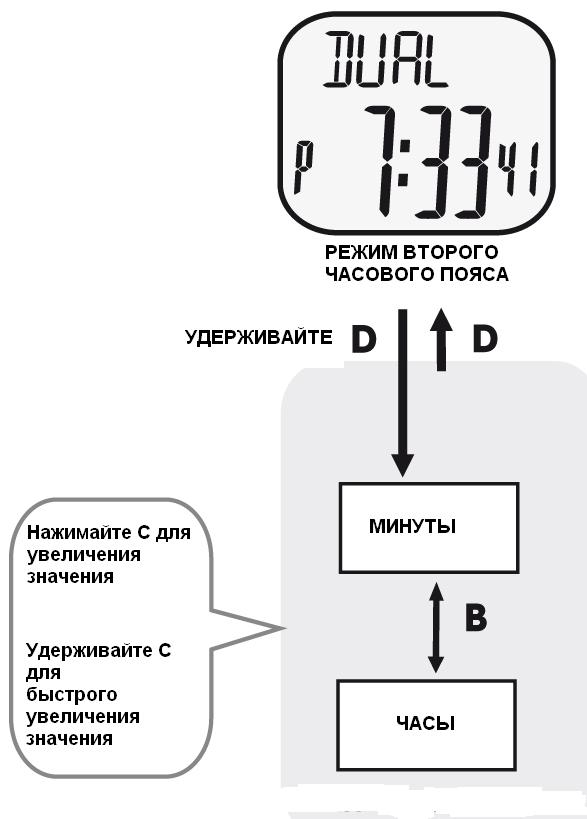 DUAL
P 7:33 41
РЕЖИМ ВТОРОГО
ЧАСОВОГО ПОЯСА
УДЕРЖИВАЙТЕ D D
МИНУТЫ
Нажимайте С для
увеличения
значения
B
Удерживайте С
для
быстрого
увеличения
значения
ЧАСЫ